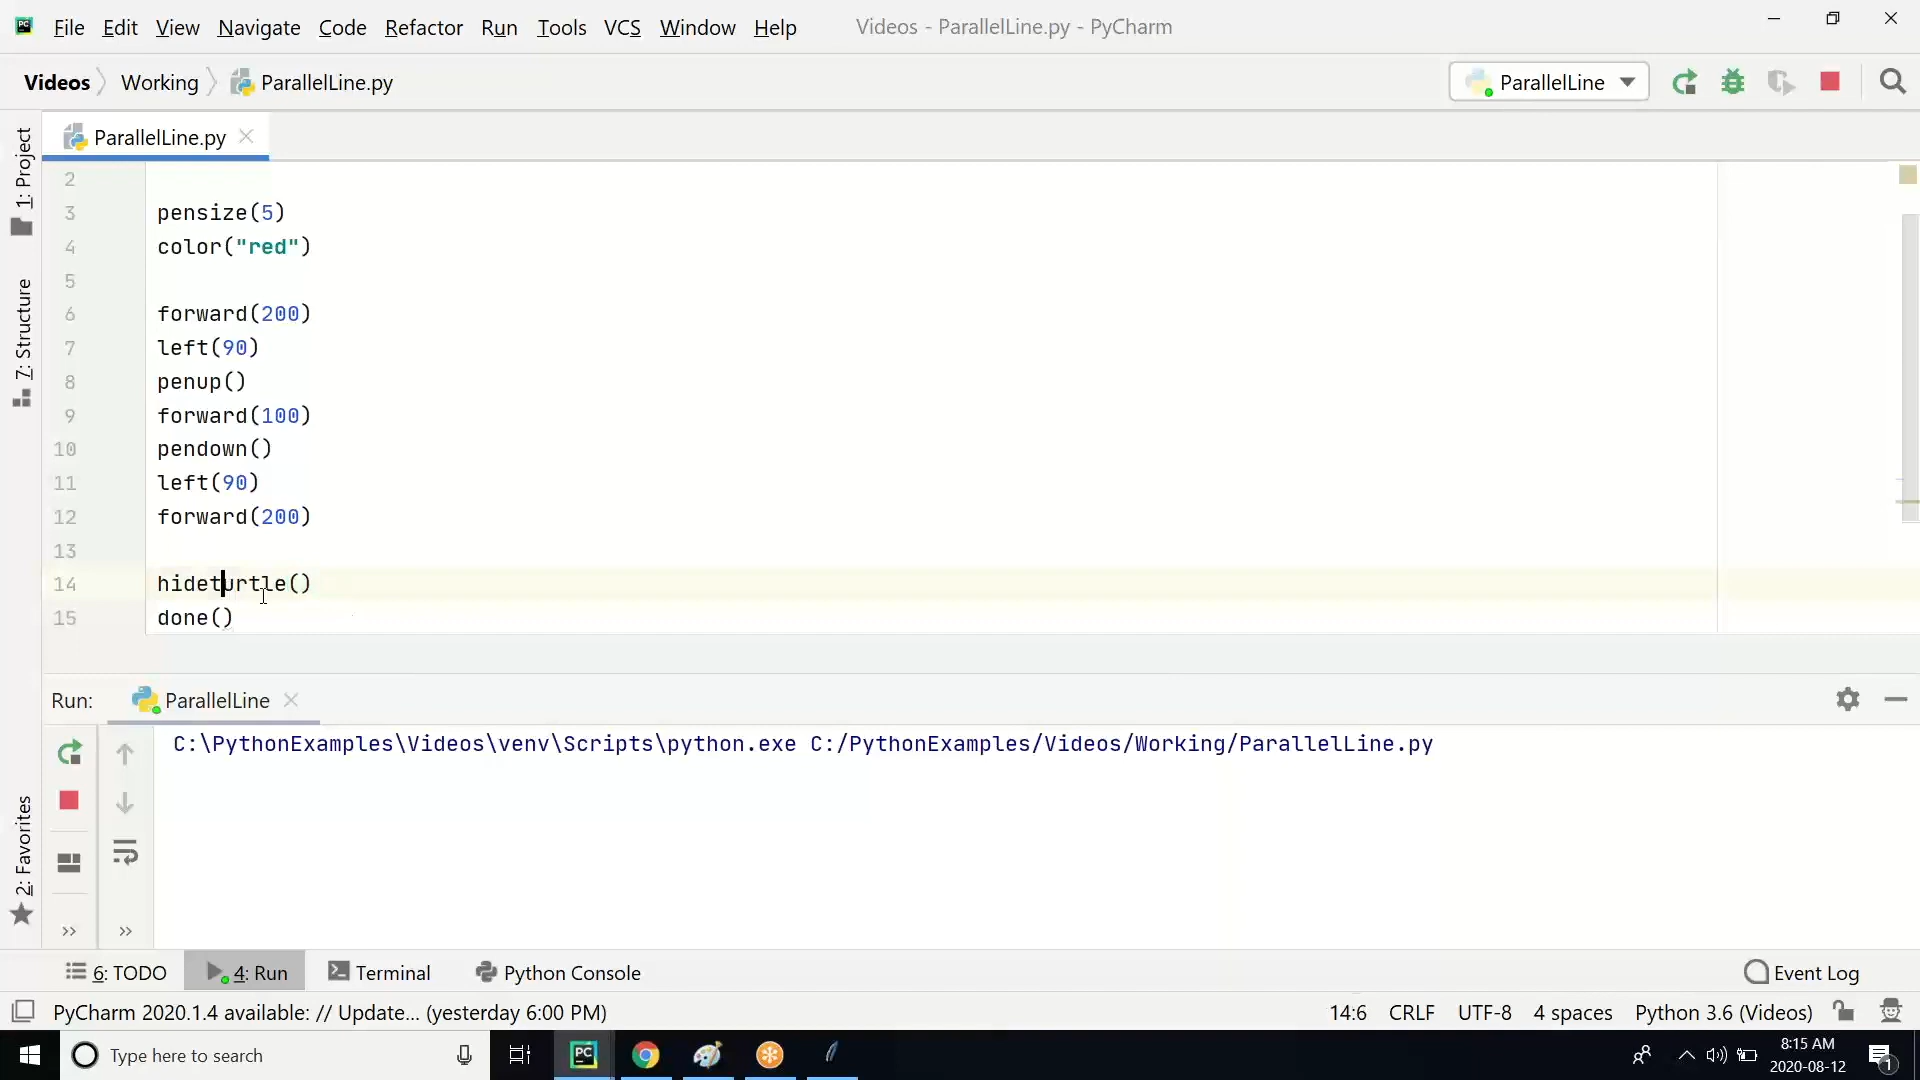 File Edit View Navigate Code Refactor Run Tools VCS Window Help Videos - ParallelLine.py - PyCharm
Videos Working ParallelLine.py ParallelLine
1: Project
7: Structure
2: Favorites
ParallelLine.py
2
3 pensize(5)
4 color("red")
5
6 forward(200)
7 left(90)
8 penup()
9 forward(100)
10 pendown()
11 left(90)
12 forward(200)
13
14 hideturtle()
15 done()
Run: ParallelLine
C:\PythonExamples\Videos\venv\Scripts\python.exe C:/PythonExamples/Videos/Working/ParallelLine.py
6: TODO 4: Run Terminal Python Console Event Log
PyCharm 2020.1.4 available: // Update... (yesterday 6:00 PM) 14:6 CRLF UTF-8 4 spaces Python 3.6 (Videos)
Type here to search PC 8:15 AM
2020-08-12 1